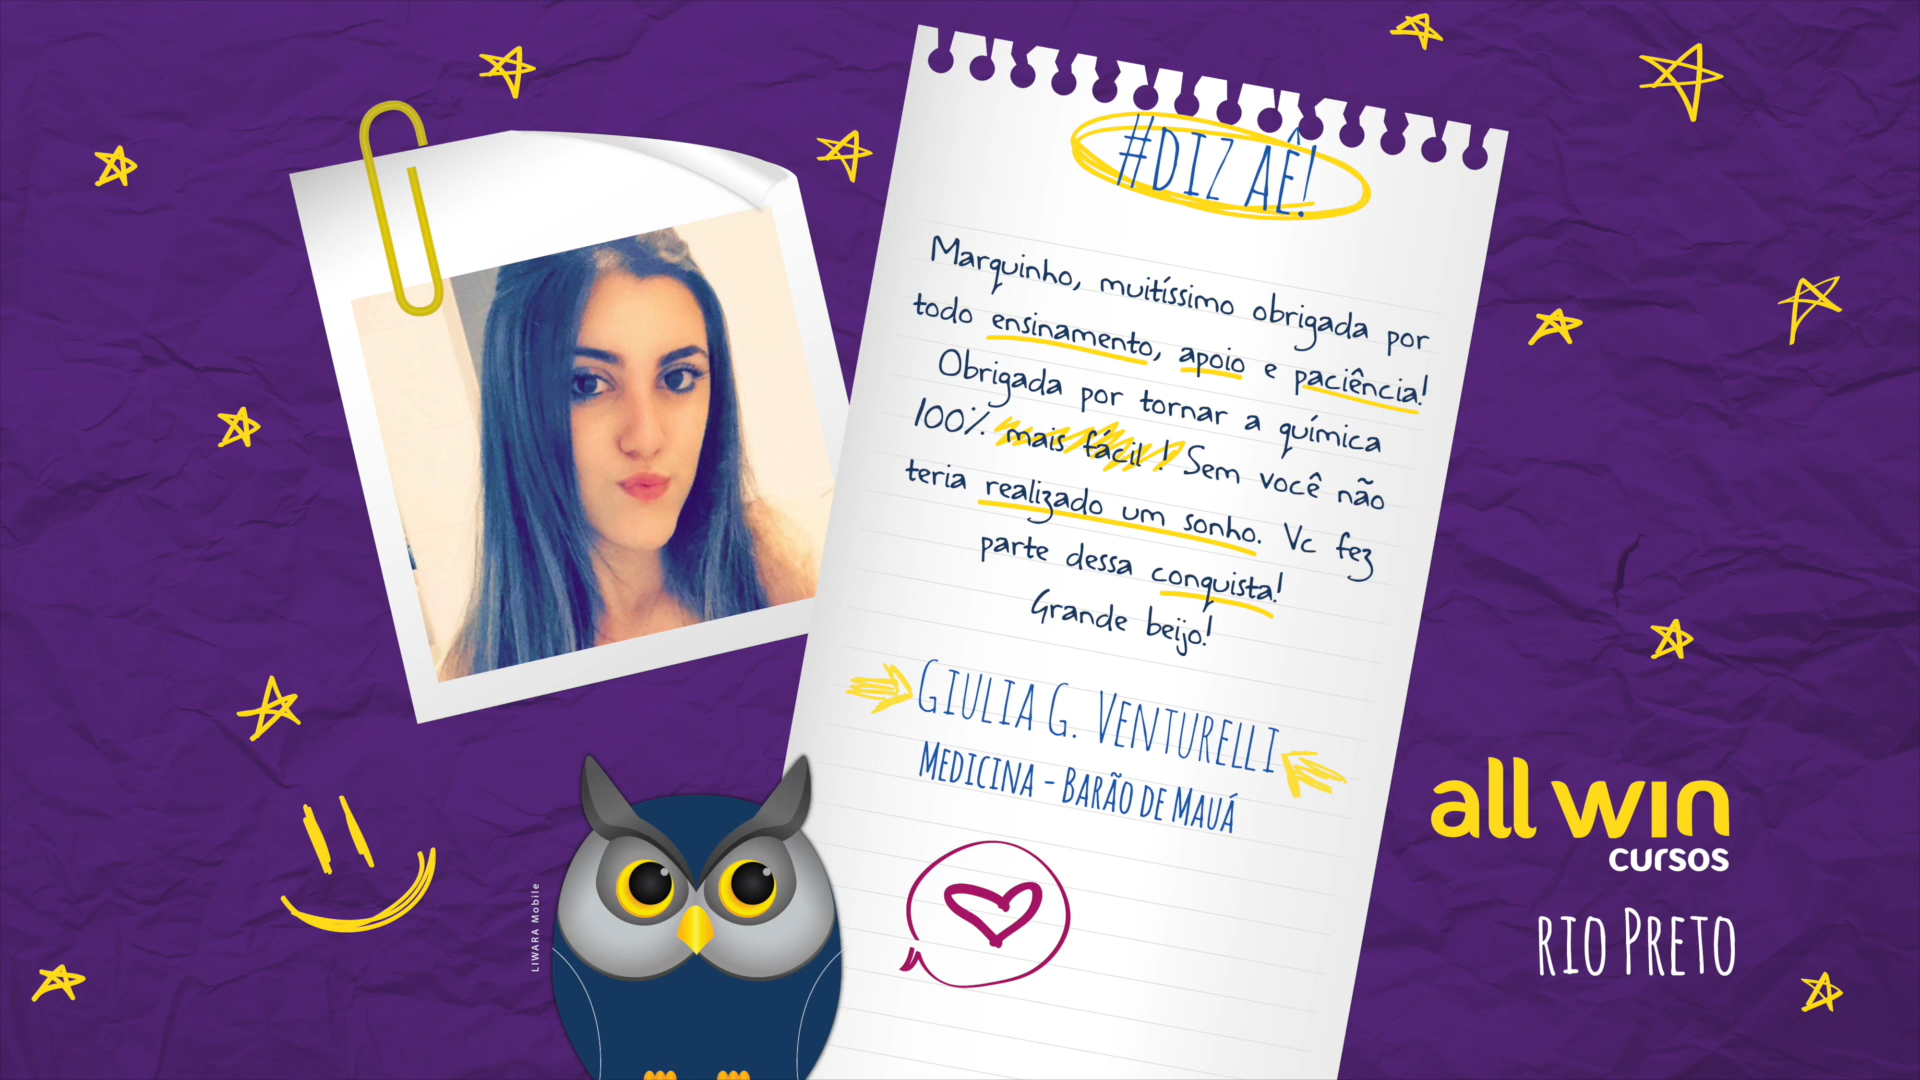 #DIZ AÊ!
Marquinho, muitíssimo obrigada por
todo ensinamento, apoio e paciência!
Obrigada por tornar a química
100% mais fácil! Sem você não
teria realizado um sonho. Vc fez
parte dessa conquista!
Grande beijo!
GIULIA G. VENTURELLI
MEDICINA - BARÃO DE MAUÁ
LIWARA Mobile
all win
cursos
RIO PRETO